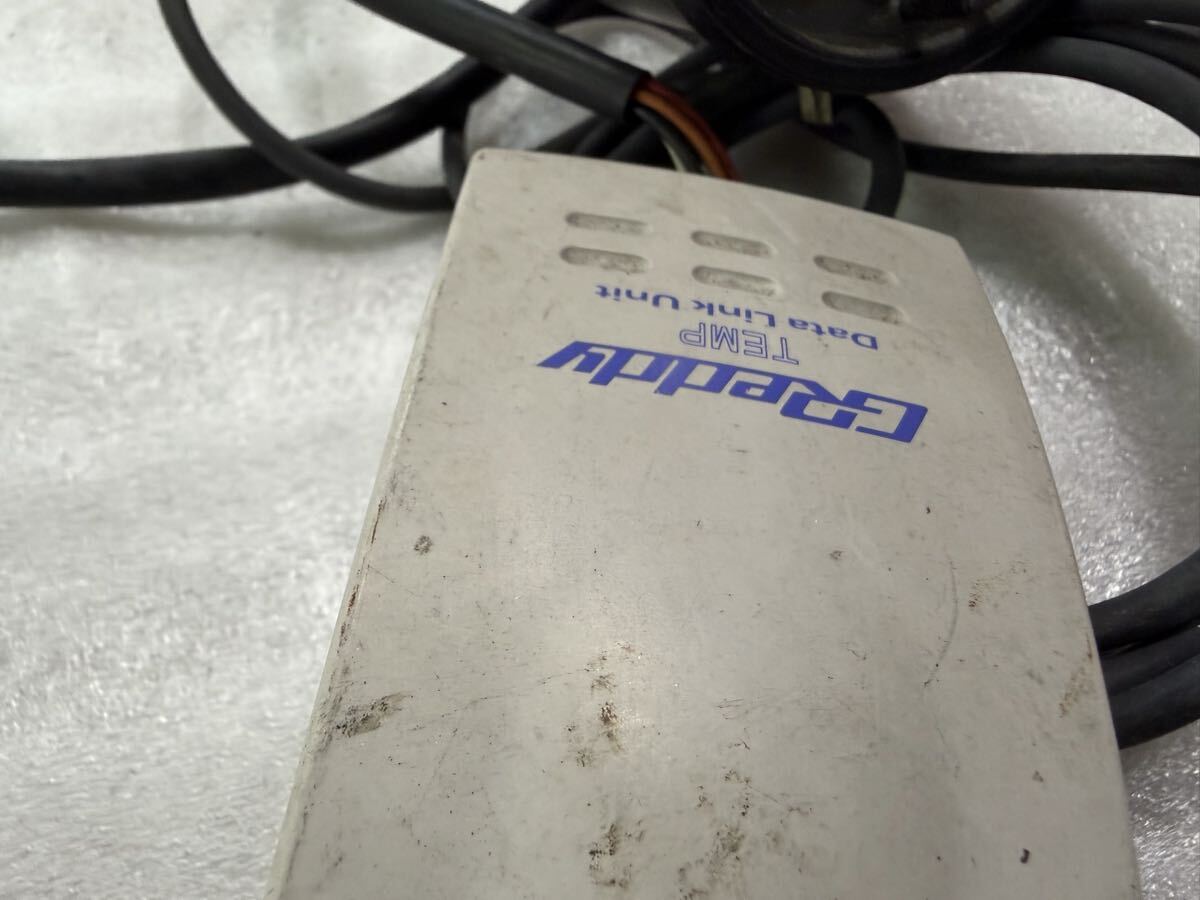 GReddy
TEMP
Data Link Unit